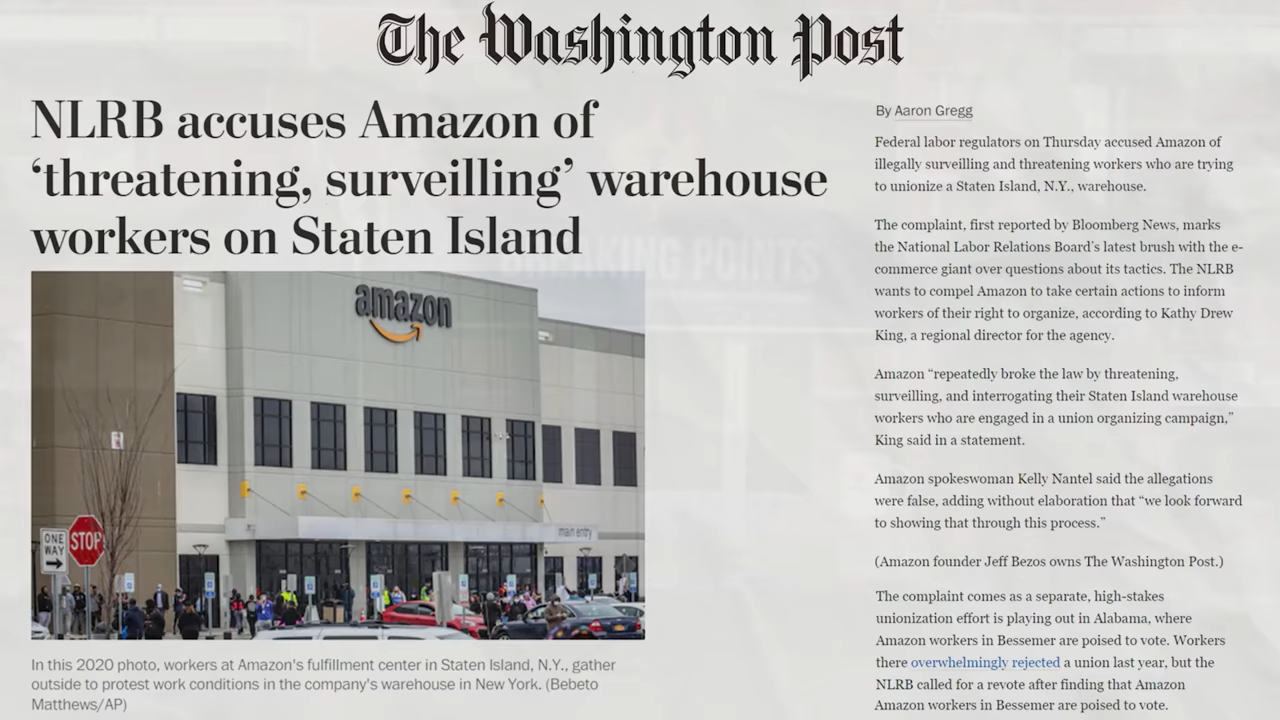 The Washington Post
NLRB accuses Amazon of
‘threatening, surveilling’ warehouse
workers on Staten Island
BREAKING POINTS
amazon
main entry
ONE
WAY
STOP
In this 2020 photo, workers at Amazon's fulfillment center in Staten Island, N.Y., gather
outside to protest work conditions in the company's warehouse in New York. (Bebeto
Matthews/AP)
By Aaron Gregg
Federal labor regulators on Thursday accused Amazon of
illegally surveilling and threatening workers who are trying
to unionize a Staten Island, N.Y., warehouse.
The complaint, first reported by Bloomberg News, marks
the National Labor Relations Board’s latest brush with the e-
commerce giant over questions about its tactics. The NLRB
wants to compel Amazon to take certain actions to inform
workers of their right to organize, according to Kathy Drew
King, a regional director for the agency.
Amazon “repeatedly broke the law by threatening,
surveilling, and interrogating their Staten Island warehouse
workers who are engaged in a union organizing campaign,”
King said in a statement.
Amazon spokeswoman Kelly Nantel said the allegations
were false, adding without elaboration that “we look forward
to showing that through this process.”
(Amazon founder Jeff Bezos owns The Washington Post.)
The complaint comes as a separate, high-stakes
unionization effort is playing out in Alabama, where
Amazon workers in Bessemer are poised to vote. Workers
there overwhelmingly rejected a union last year, but the
NLRB called for a revote after finding that Amazon
Amazon workers in Bessemer are poised to vote.